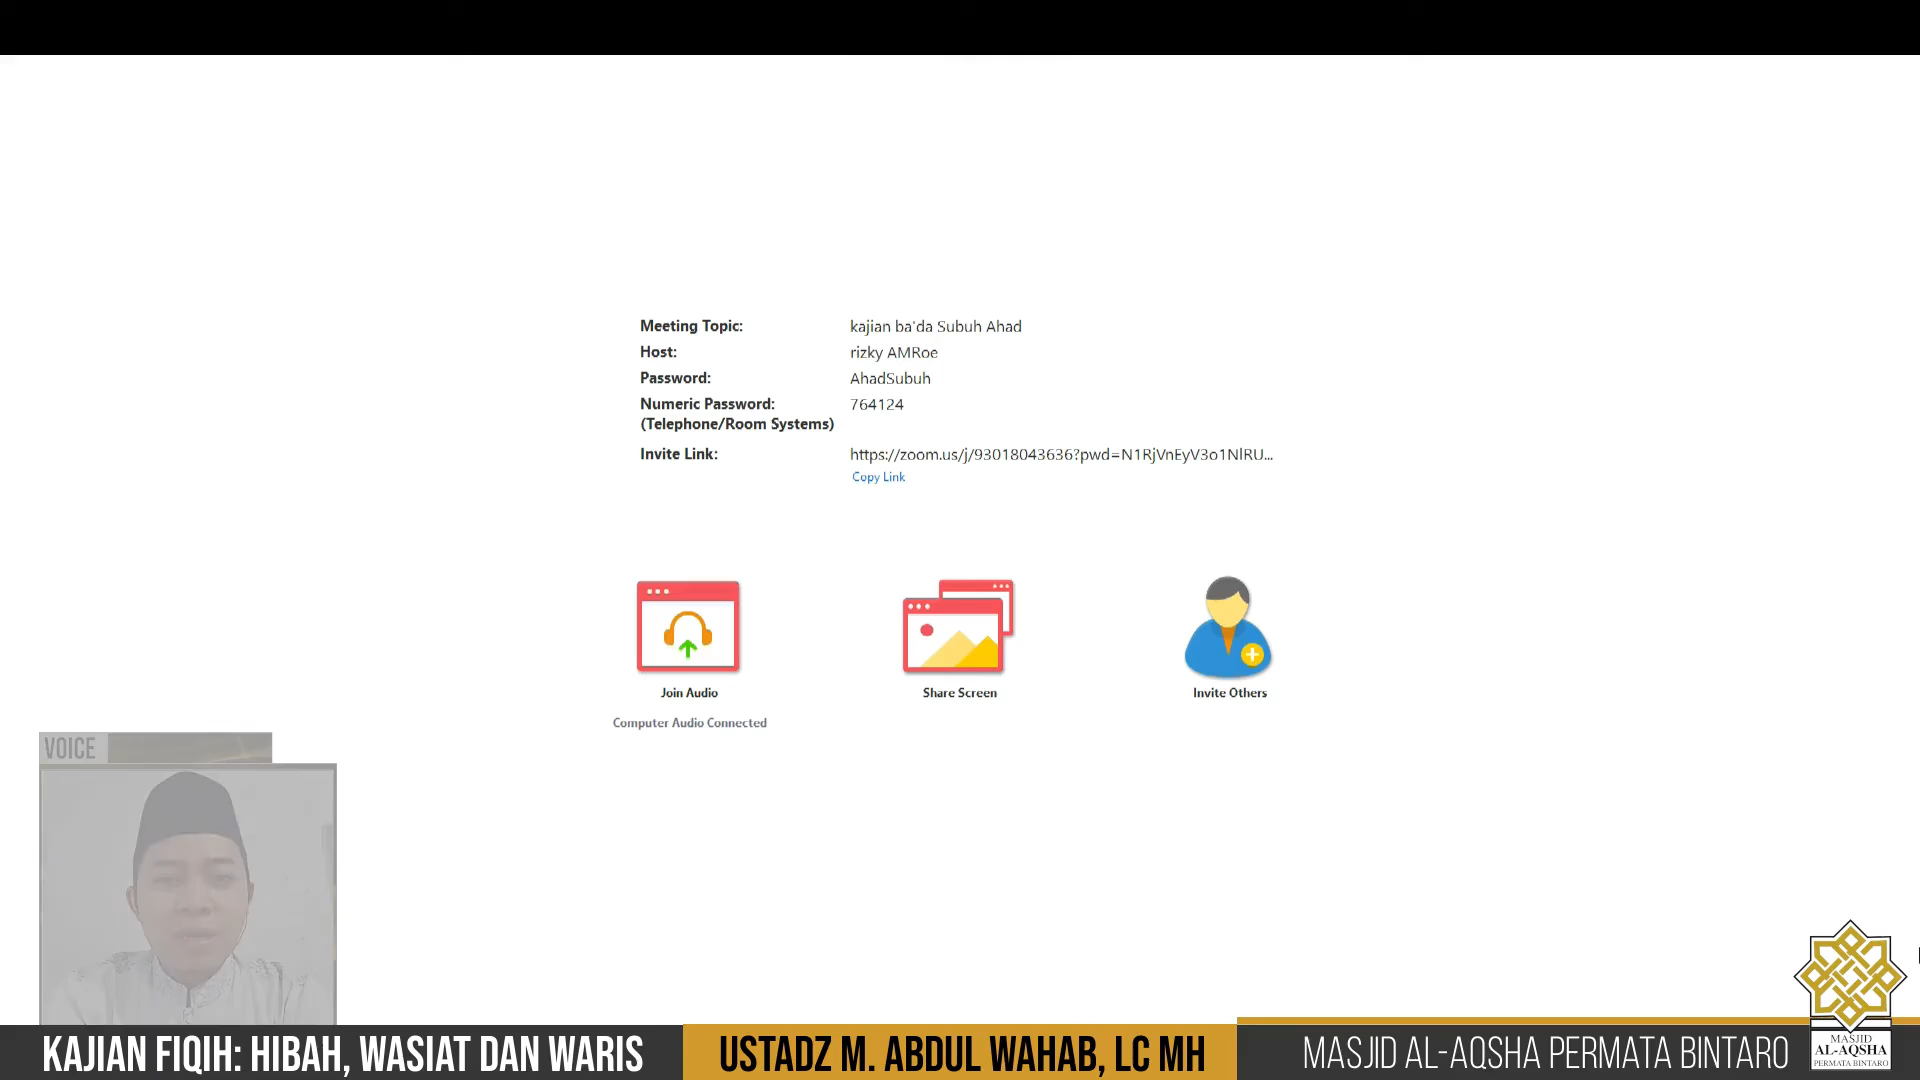 Meeting Topic: kajian ba'da Subuh Ahad
Host: rizky AMRoe
Password: AhadSubuh
Numeric Password: 764124
(Telephone/Room Systems)
Invite Link: https://zoom.us/j/93018043636?pwd=N1RjVnEyV3o1NlRU...
Copy Link
Join Audio
Share Screen
Invite Others
Computer Audio Connected
VOICE
KAJIAN FIQIH: HIBAH, WASIAT DAN WARIS
USTADZ M. ABDUL WAHAB, LC MH
MASJID AL-AQSHA PERMATA BINTARO
MASJID
AL-AQSHA
PERMATA BINTARO